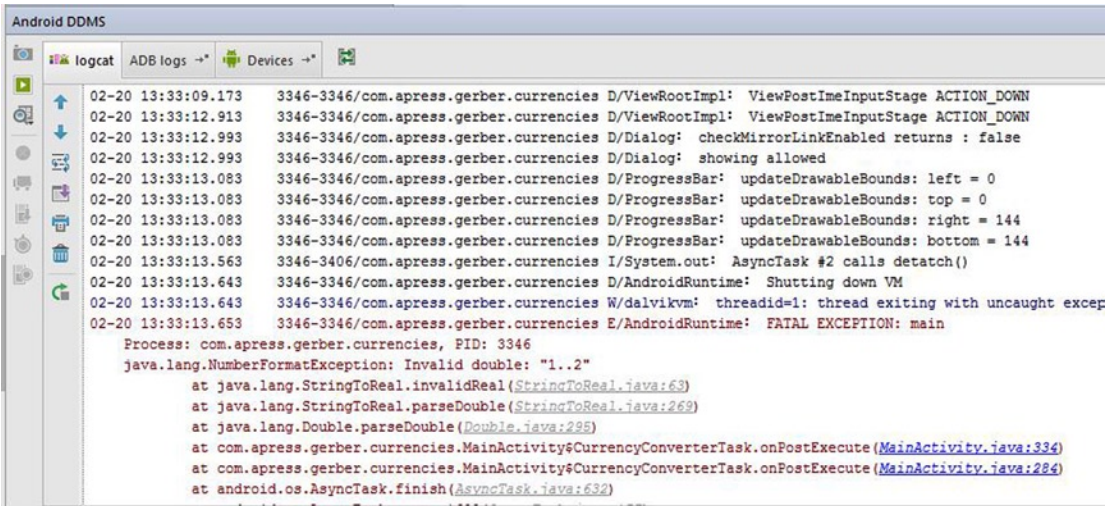 Android DDMS
logcat ADB logs Devices
02-20 13:33:09.173 3346-3346/com.apress.gerber.currencies D/ViewRootImpl: ViewPostImeInputStage ACTION_DOWN
02-20 13:33:12.913 3346-3346/com.apress.gerber.currencies D/ViewRootImpl: ViewPostImeInputStage ACTION_DOWN
02-20 13:33:12.993 3346-3346/com.apress.gerber.currencies D/Dialog: checkMirrorLinkEnabled returns : false
02-20 13:33:12.993 3346-3346/com.apress.gerber.currencies D/Dialog: showing allowed
02-20 13:33:13.083 3346-3346/com.apress.gerber.currencies D/ProgressBar: updateDrawableBounds: left = 0
02-20 13:33:13.083 3346-3346/com.apress.gerber.currencies D/ProgressBar: updateDrawableBounds: top = 0
02-20 13:33:13.083 3346-3346/com.apress.gerber.currencies D/ProgressBar: updateDrawableBounds: right = 144
02-20 13:33:13.083 3346-3346/com.apress.gerber.currencies D/ProgressBar: updateDrawableBounds: bottom = 144
02-20 13:33:13.563 3346-3406/com.apress.gerber.currencies I/System.out: AsyncTask #2 calls detatch()
02-20 13:33:13.643 3346-3346/com.apress.gerber.currencies D/AndroidRuntime: Shutting down VM
02-20 13:33:13.643 3346-3346/com.apress.gerber.currencies W/dalvikvm: threadid=1: thread exiting with uncaught excep
02-20 13:33:13.653 3346-3346/com.apress.gerber.currencies E/AndroidRuntime: FATAL EXCEPTION: main
Process: com.apress.gerber.currencies, PID: 3346
java.lang.NumberFormatException: Invalid double: "1..2"
at java.lang.StringToReal.invalidReal(StringToReal.java:63)
at java.lang.StringToReal.parseDouble(StringToReal.java:269)
at java.lang.Double.parseDouble(Double.java:295)
at com.apress.gerber.currencies.MainActivity$CurrencyConverterTask.onPostExecute(MainActivity.java:334)
at com.apress.gerber.currencies.MainActivity$CurrencyConverterTask.onPostExecute(MainActivity.java:284)
at android.os.AsyncTask.finish(AsyncTask.java:632)